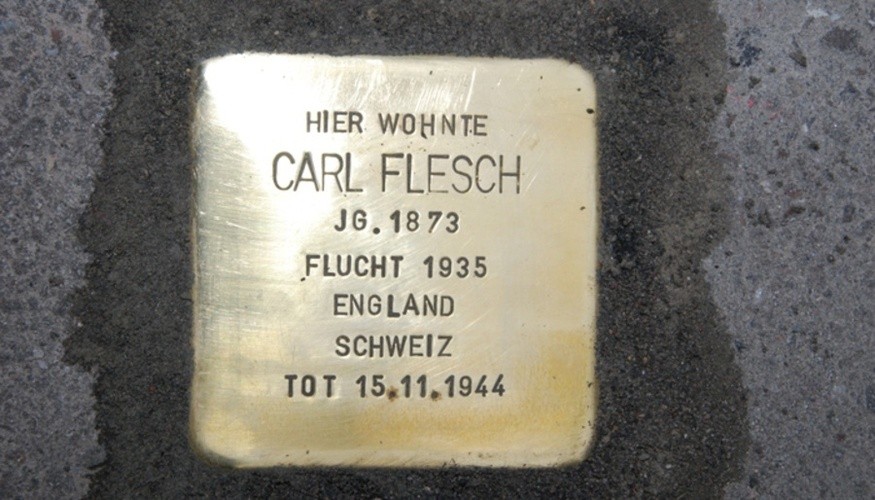 HIER WOHNTE
CARL FLESCH
JG. 1873
FLUCHT 1935
ENGLAND
SCHWEIZ
TOT 15.11.1944